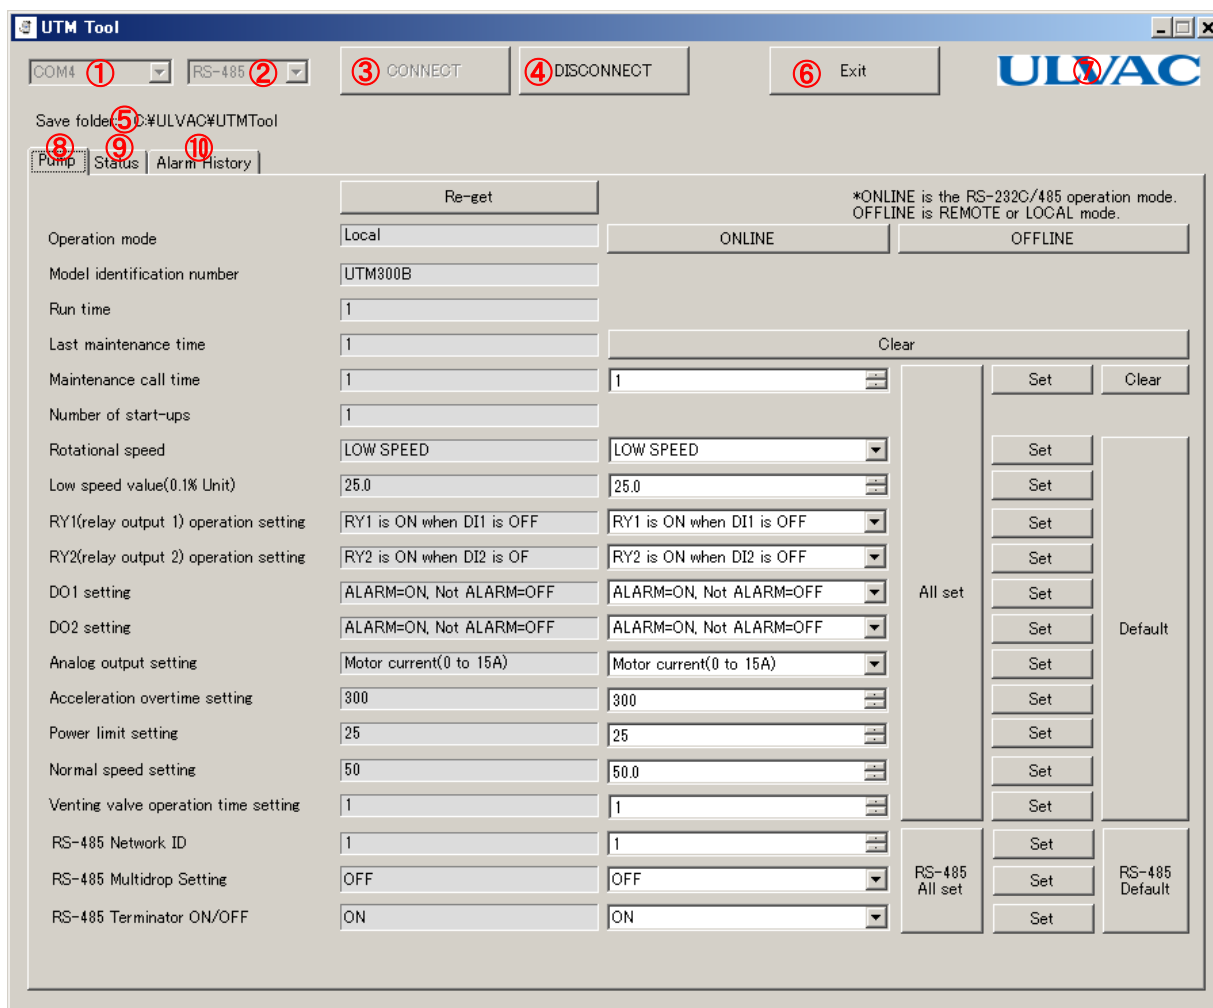 UTM Tool
COM4 ① RS-485 ② ③ CONNECT ④ DISCONNECT ⑥ Exit ULVAC ⑦
Save folder: ⑤ C:¥ULVAC¥UTMTool
⑧ ⑨ ⑩
Pump Status Alarm History
Re-get *ONLINE is the RS-232C/485 operation mode.
OFFLINE is REMOTE or LOCAL mode.
Operation mode Local ONLINE OFFLINE
Model identification number UTM300B
Run time 1
Last maintenance time 1 Clear
Maintenance call time 1 1 Set Clear
Number of start-ups 1
Rotational speed LOW SPEED LOW SPEED Set
Low speed value(0.1% Unit) 25.0 25.0 Set
RY1(relay output 1) operation setting RY1 is ON when DI1 is OFF RY1 is ON when DI1 is OFF Set
RY2(relay output 2) operation setting RY2 is ON when DI2 is OF RY2 is ON when DI2 is OFF Set
DO1 setting ALARM=ON, Not ALARM=OFF ALARM=ON, Not ALARM=OFF All set Set
DO2 setting ALARM=ON, Not ALARM=OFF ALARM=ON, Not ALARM=OFF Set Default
Analog output setting Motor current(0 to 15A) Motor current(0 to 15A) Set
Acceleration overtime setting 300 300 Set
Power limit setting 25 25 Set
Normal speed setting 50 50.0 Set
Venting valve operation time setting 1 1 Set
RS-485 Network ID 1 1 Set
RS-485 Multidrop Setting OFF OFF RS-485 All set Set RS-485 Default
RS-485 Terminator ON/OFF ON ON Set